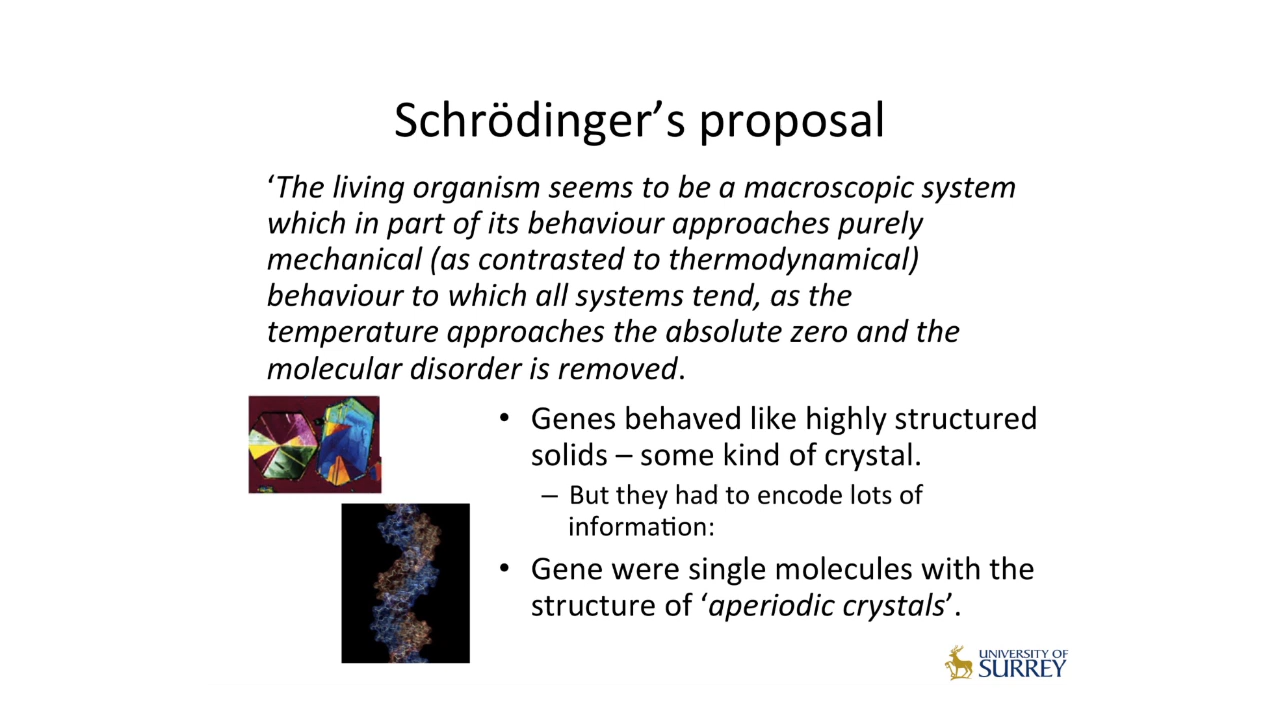 Schrödinger’s proposal
‘The living organism seems to be a macroscopic system
which in part of its behaviour approaches purely
mechanical (as contrasted to thermodynamical)
behaviour to which all systems tend, as the
temperature approaches the absolute zero and the
molecular disorder is removed.
• Genes behaved like highly structured
solids – some kind of crystal.
– But they had to encode lots of
information:
• Gene were single molecules with the
structure of ‘aperiodic crystals’.
UNIVERSITY OF
SURREY